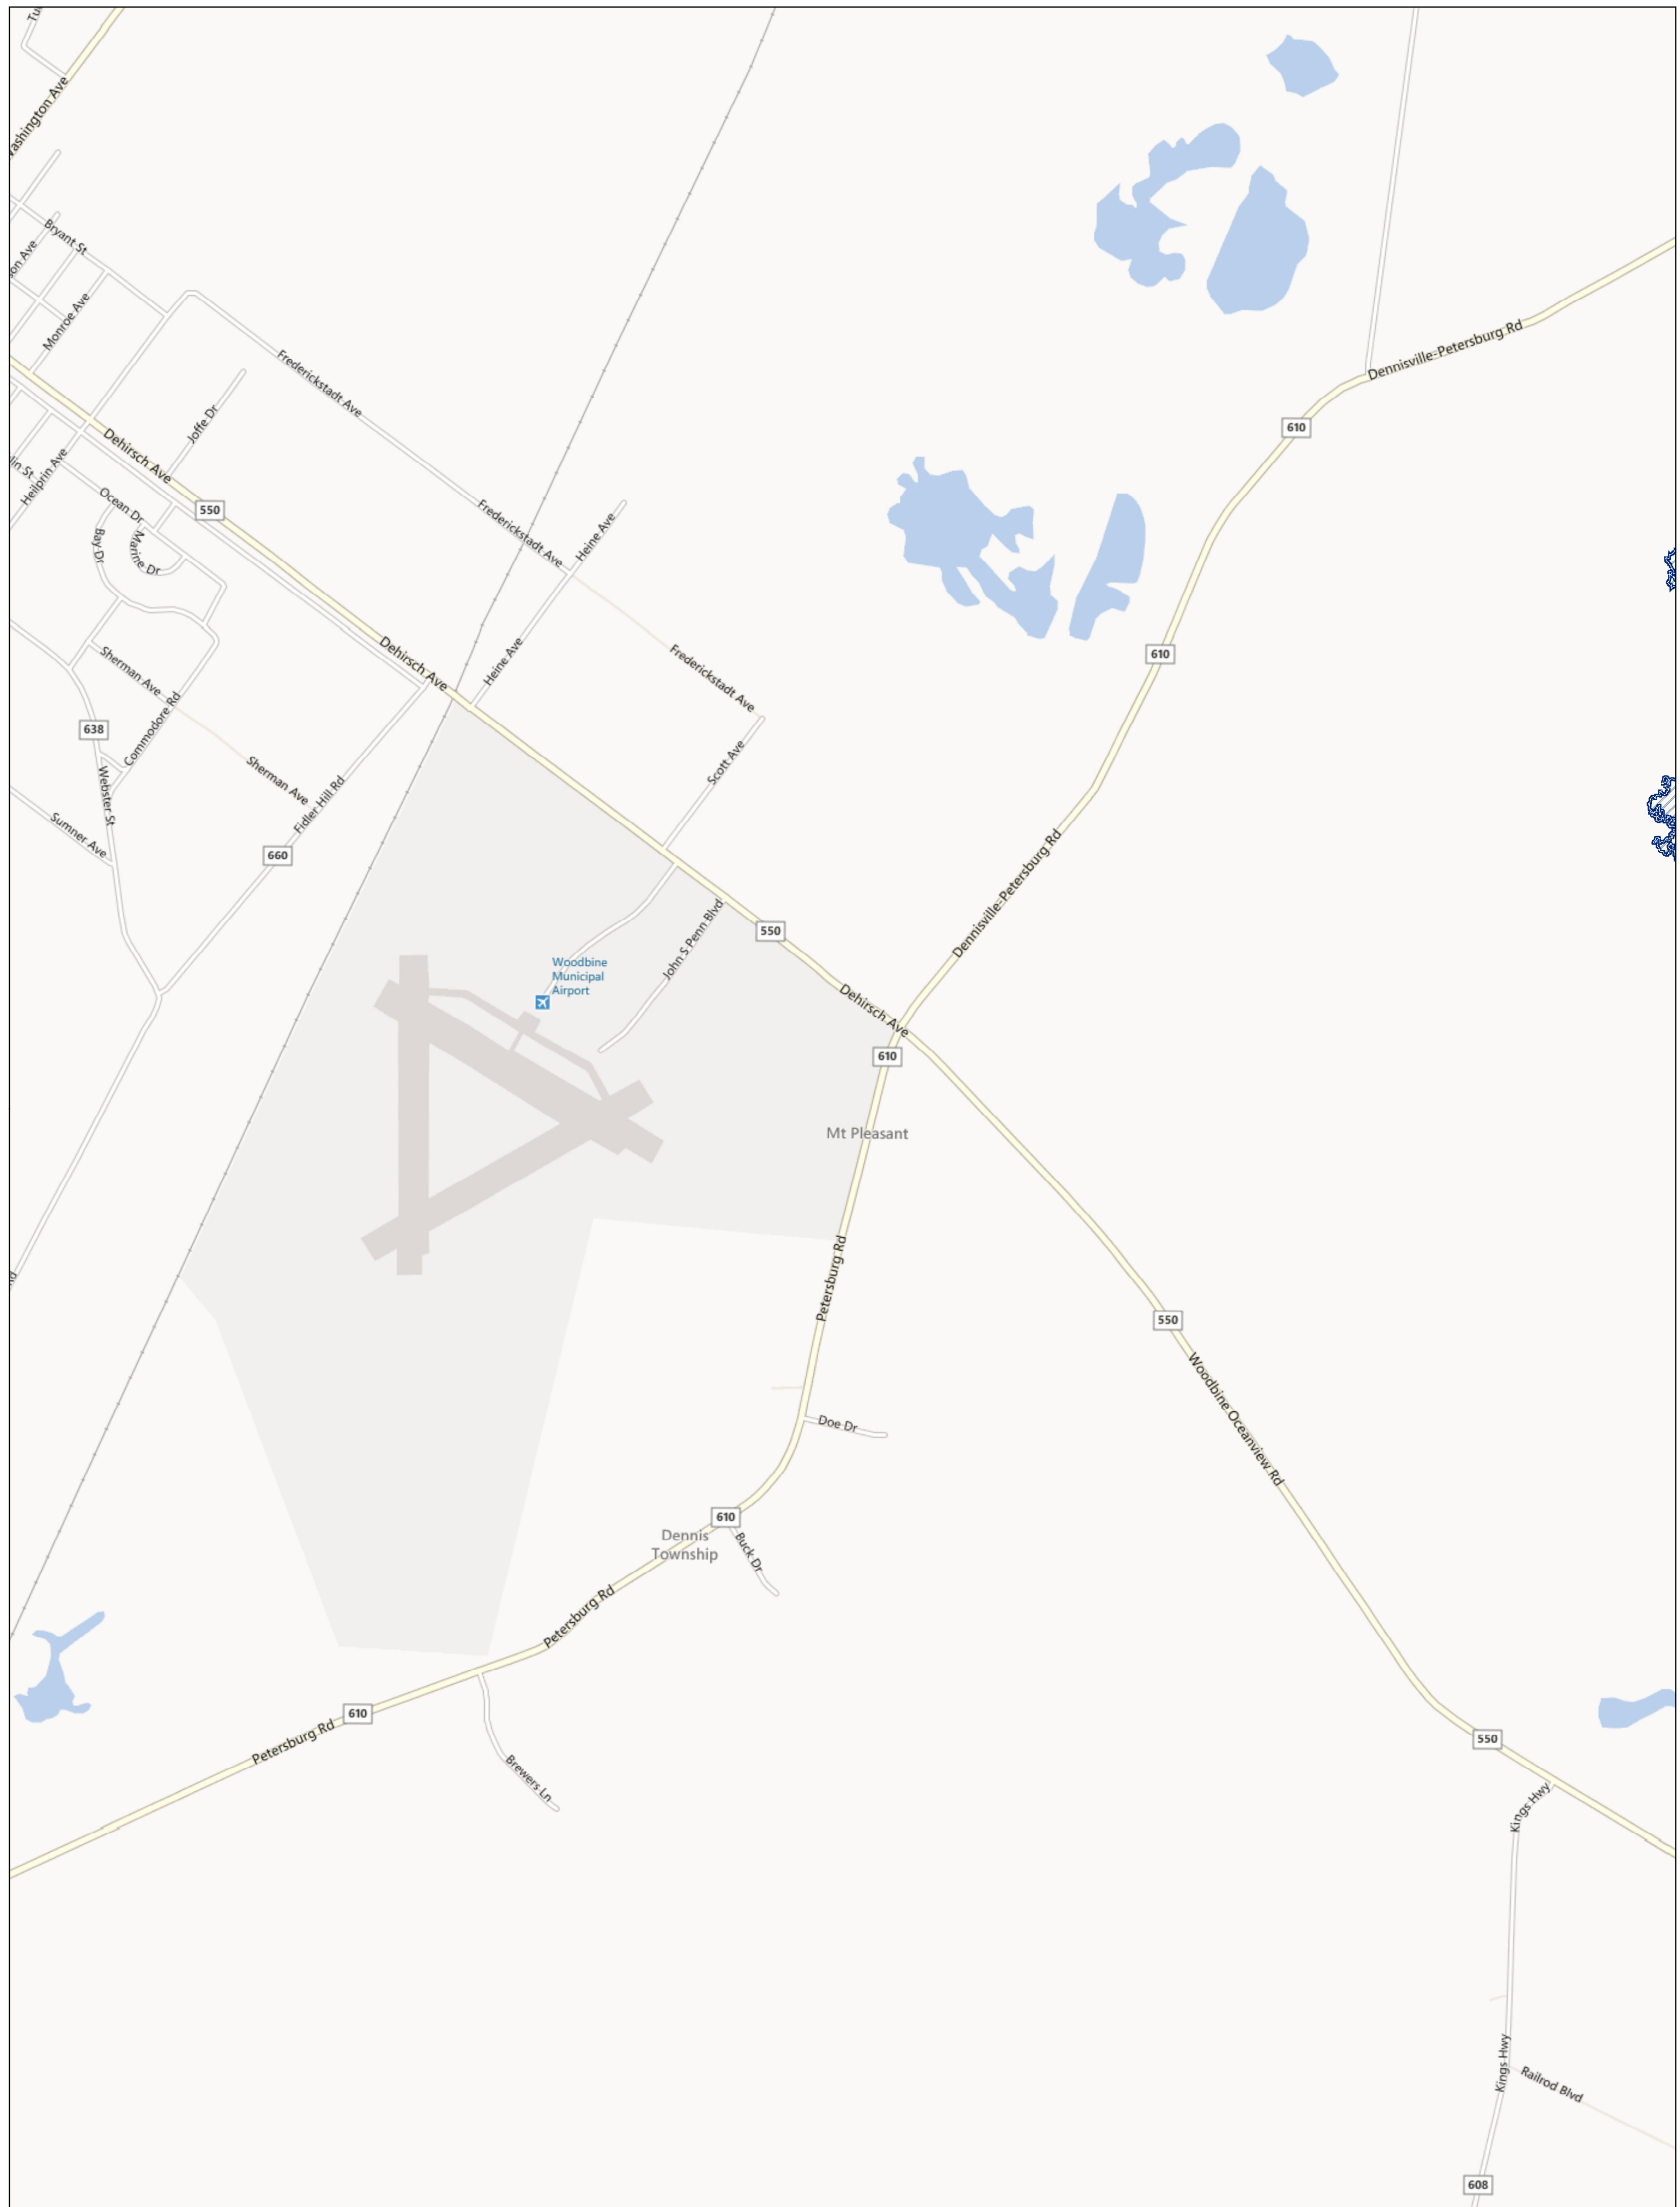 Washington Ave
Bryant St
Monroe Ave
Frederickstadt Ave
Dennisville-Petersburg Rd
Joffe Dr
610
Dehirsch Ave
Heilprin Ave
Ocean Dr
550
Frederickstadt Ave
Heine Ave
Bay Dr
Marine Dr
Dehirsch Ave
Heine Ave
Frederickstadt Ave
610
Sherman Ave
Commodore Rd
638
Scott Ave
Sherman Ave
Webster St
Fidler Hill Rd
Sumner Ave
660
Dennisville-Petersburg Rd
John S Penn Blvd
550
Woodbine
Municipal
Airport
Dehirsch Ave
610
Mt Pleasant
Petersburg Rd
550
Woodbine Oceanview Rd
Doe Dr
610
Dennis
Township
Buck Dr
Petersburg Rd
610
Petersburg Rd
550
Brewers Ln
Kings Hwy
Kings Hwy
Railrod Blvd
608